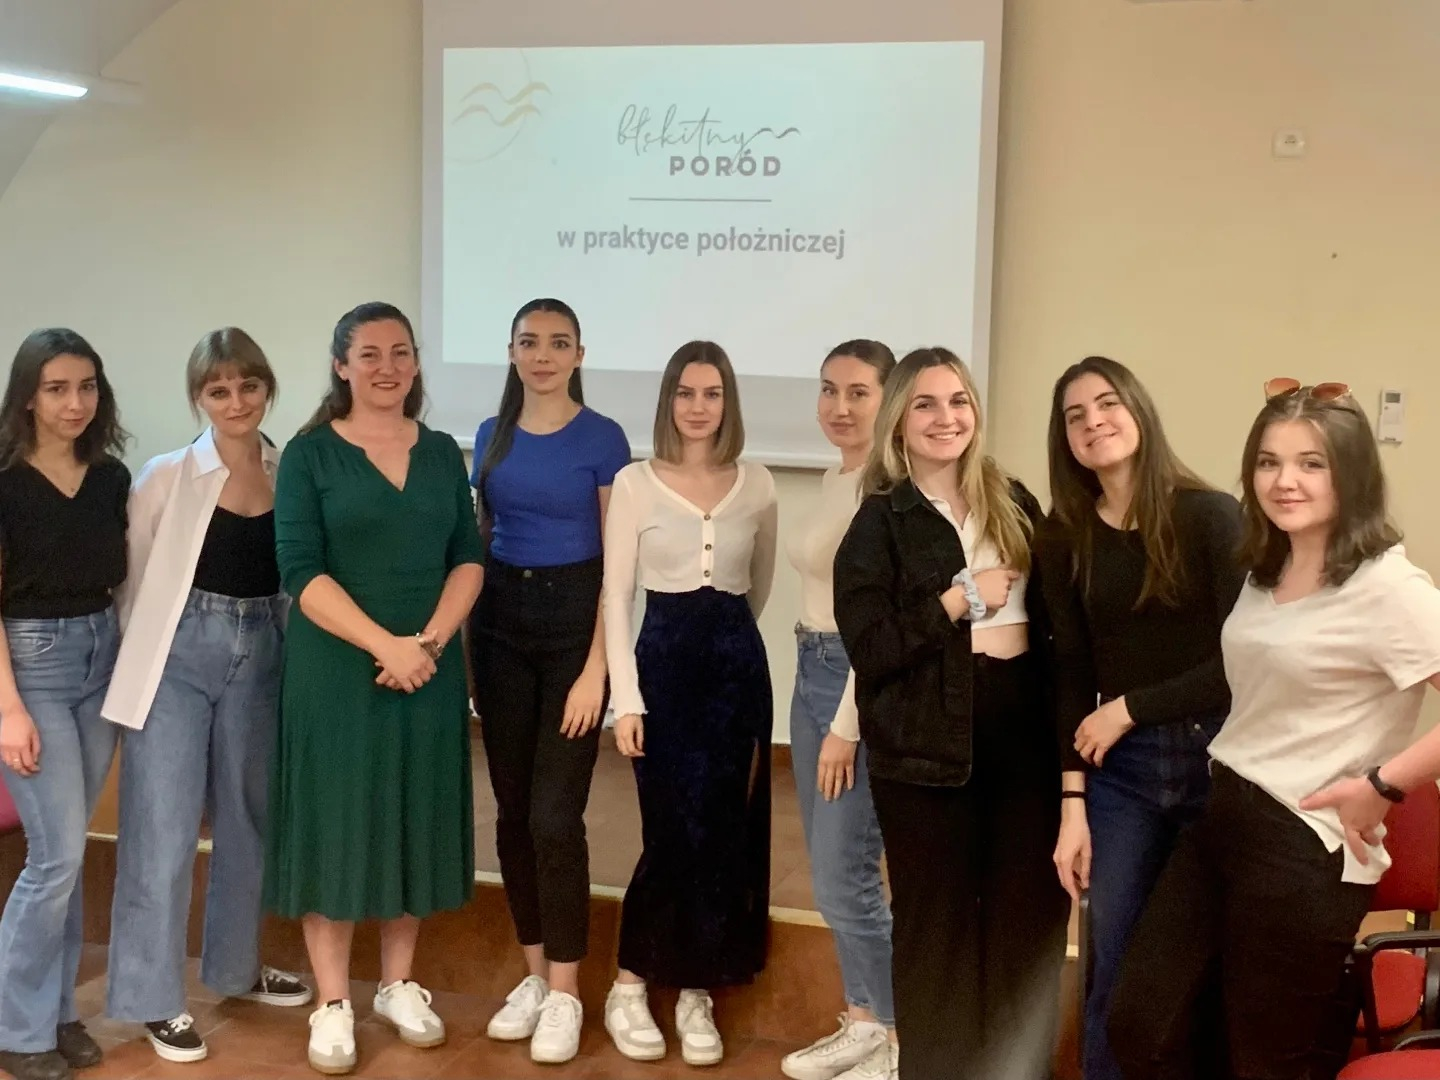 błękitny
PORÓD
w praktyce położniczej